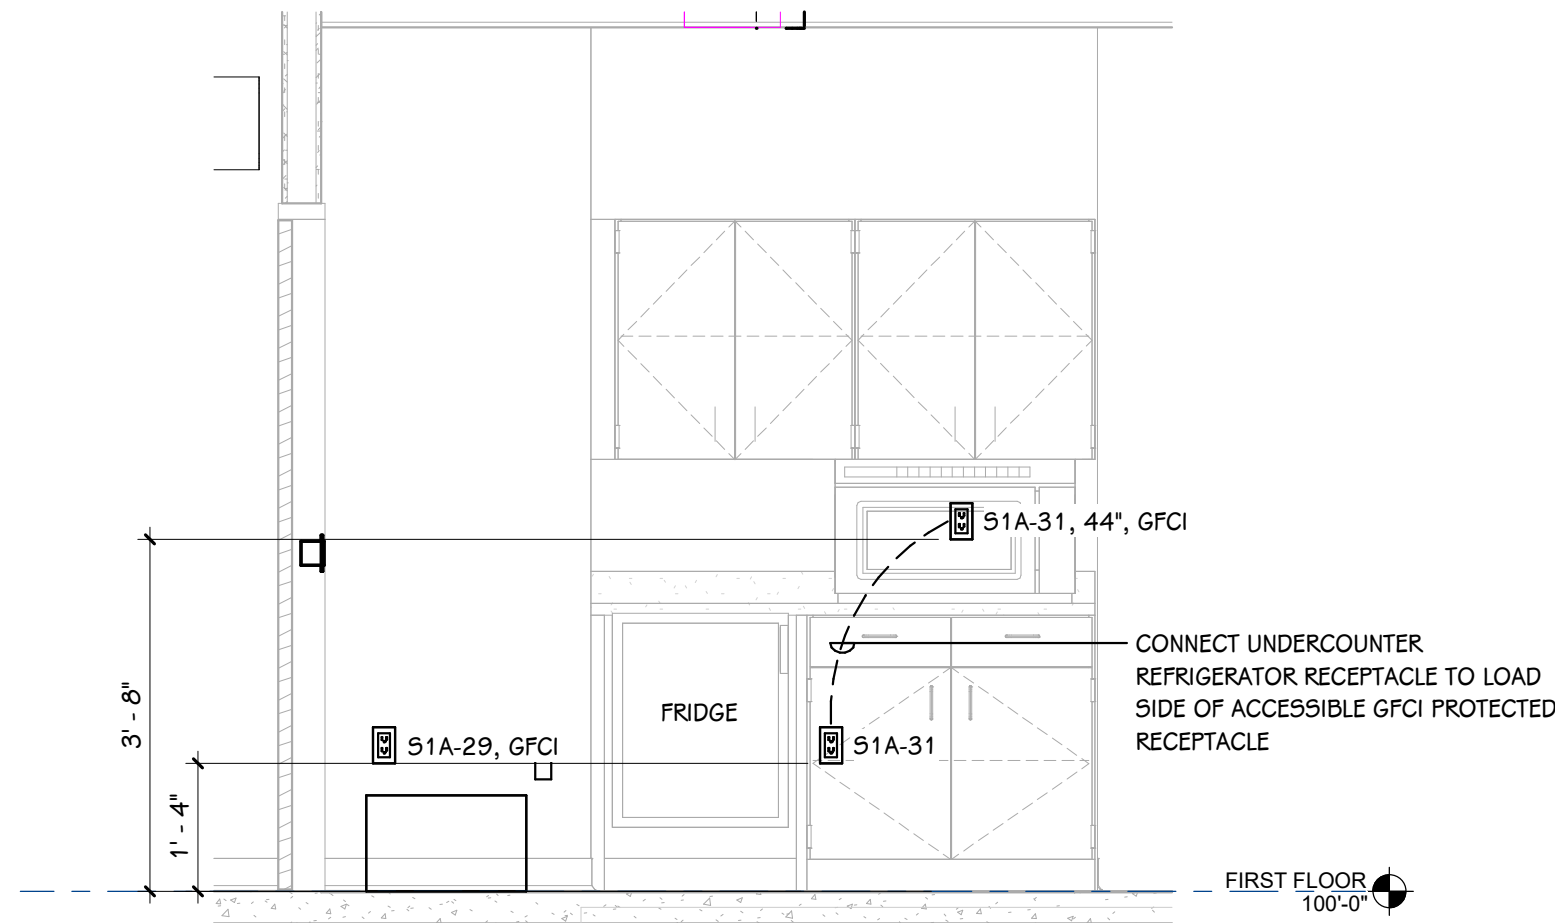 S1A-31, 44", GFCI
CONNECT UNDERCOUNTER
REFRIGERATOR RECEPTACLE TO LOAD
SIDE OF ACCESSIBLE GFCI PROTECTED
RECEPTACLE
3' - 8"
FRIDGE
S1A-29, GFCI
S1A-31
1' - 4"
FIRST FLOOR
100'-0"